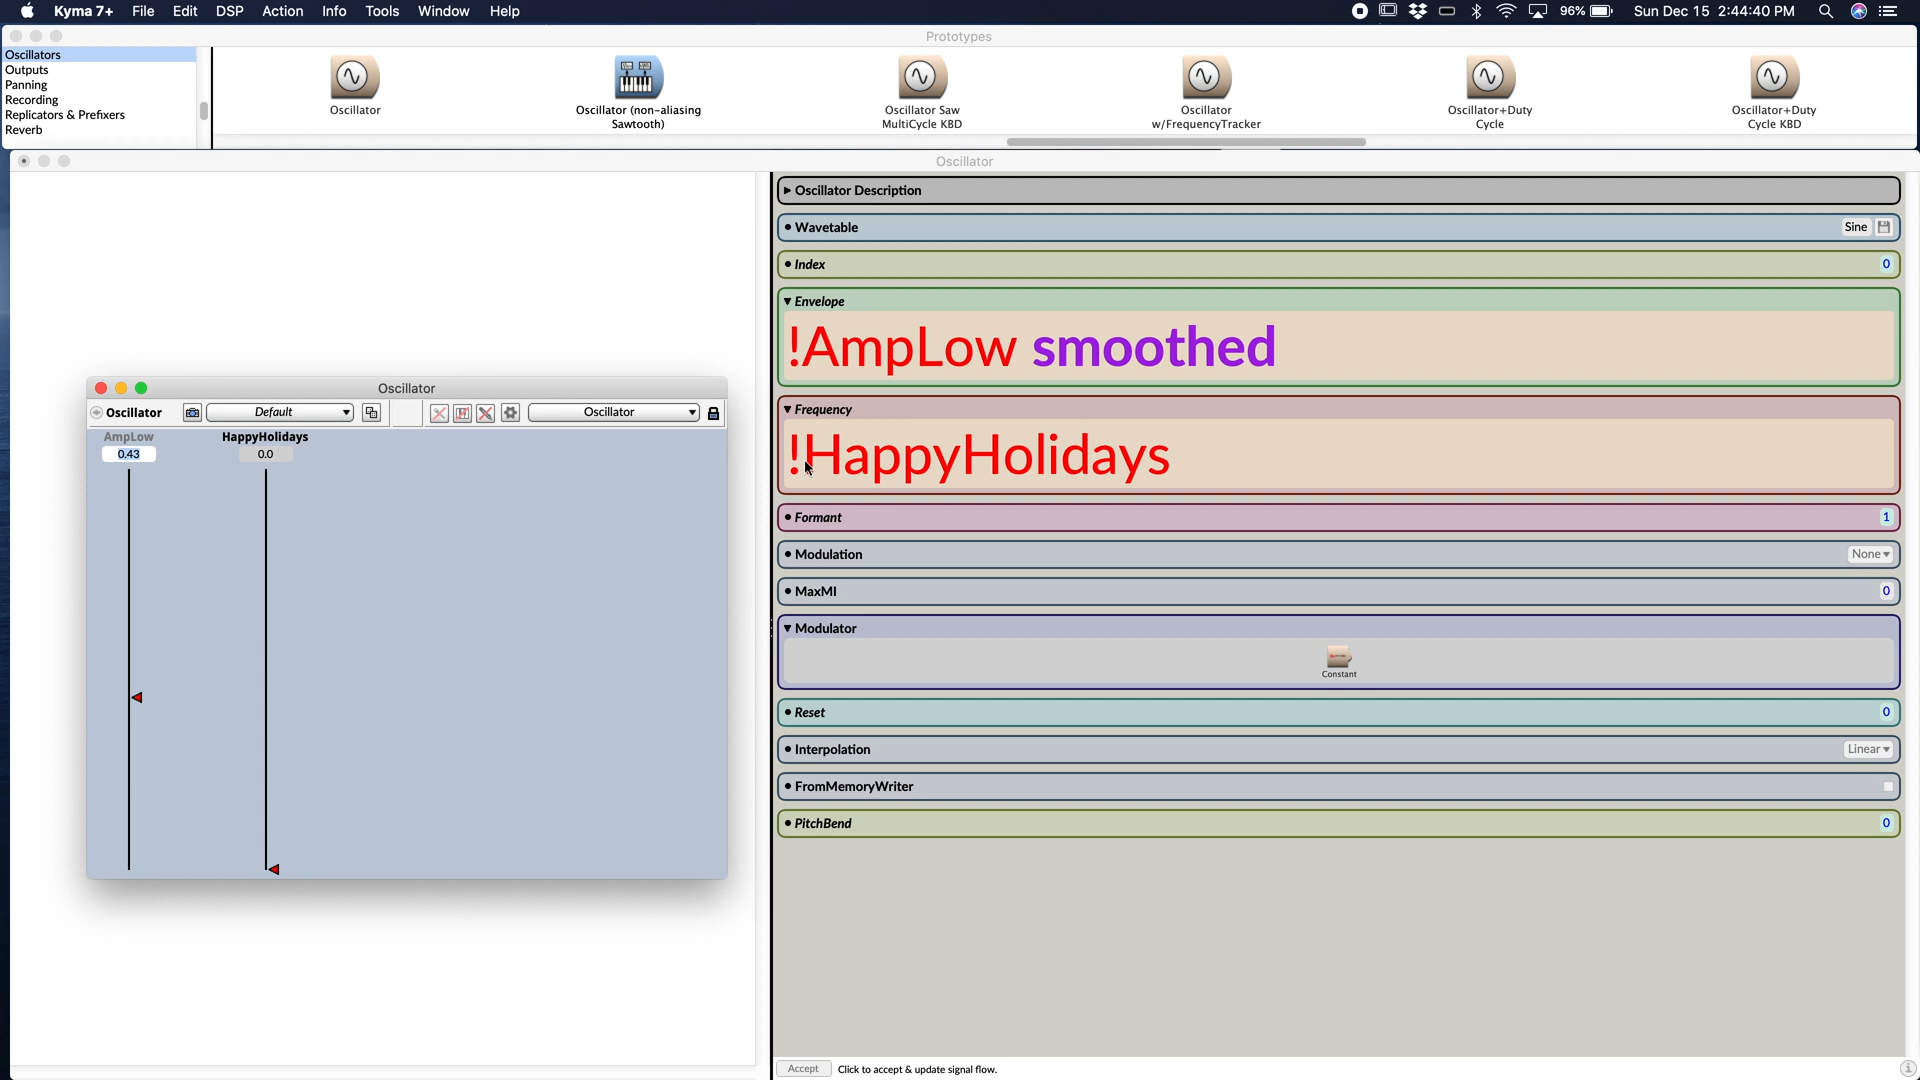 Kyma 7+ File Edit DSP Action Info Tools Window Help 96% Sun Dec 15 2:44:40 PM
Prototypes
Oscillators
Outputs
Panning
Recording
Replicators & Prefixers
Reverb
Oscillator
Oscillator (non-aliasing
Sawtooth)
Oscillator Saw
MultiCycle KBD
Oscillator
w/FrequencyTracker
Oscillator+Duty
Cycle
Oscillator+Duty
Cycle KBD
Oscillator
Oscillator
Oscillator Default Oscillator
AmpLow HappyHolidays
0.43 0.0
Oscillator Description
Wavetable Sine
Index 0
Envelope
!AmpLow smoothed
Frequency
!HappyHolidays
Formant 1
Modulation None
MaxMI 0
Modulator
Constant
Reset 0
Interpolation Linear
FromMemoryWriter
PitchBend 0
Accept Click to accept & update signal flow.